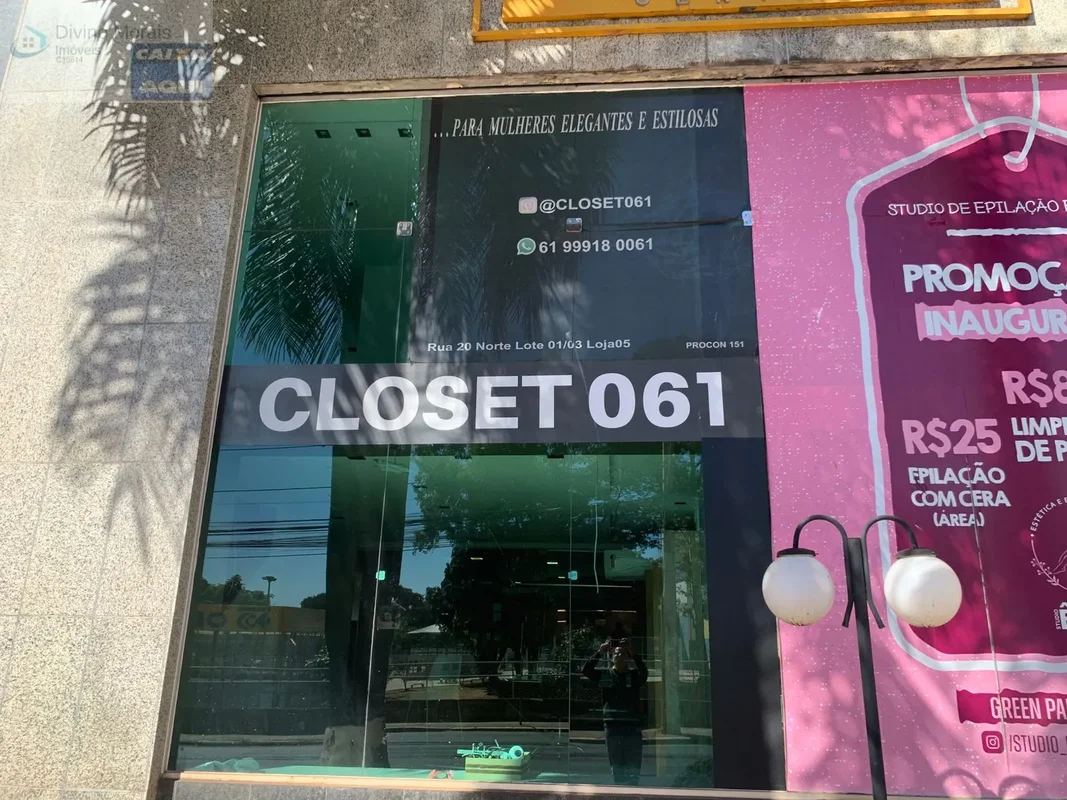 Divino Morais
Imóveis
CAIXA
AQUI
...PARA MULHERES ELEGANTES E ESTILOSAS
@CLOSET061
61 99918 0061
Rua 20 Norte Lote 01/03 Loja05
PROCON 151
CLOSET 061
STUDIO DE EPILAÇÃO
PROMOÇ
INAUGUR
R$8
R$25
LIMP
DE P
EPILAÇÃO
COM CERA
(ÁREA)
ESTÉTICA E
STUDIO
GREEN PA
/STUDIO_